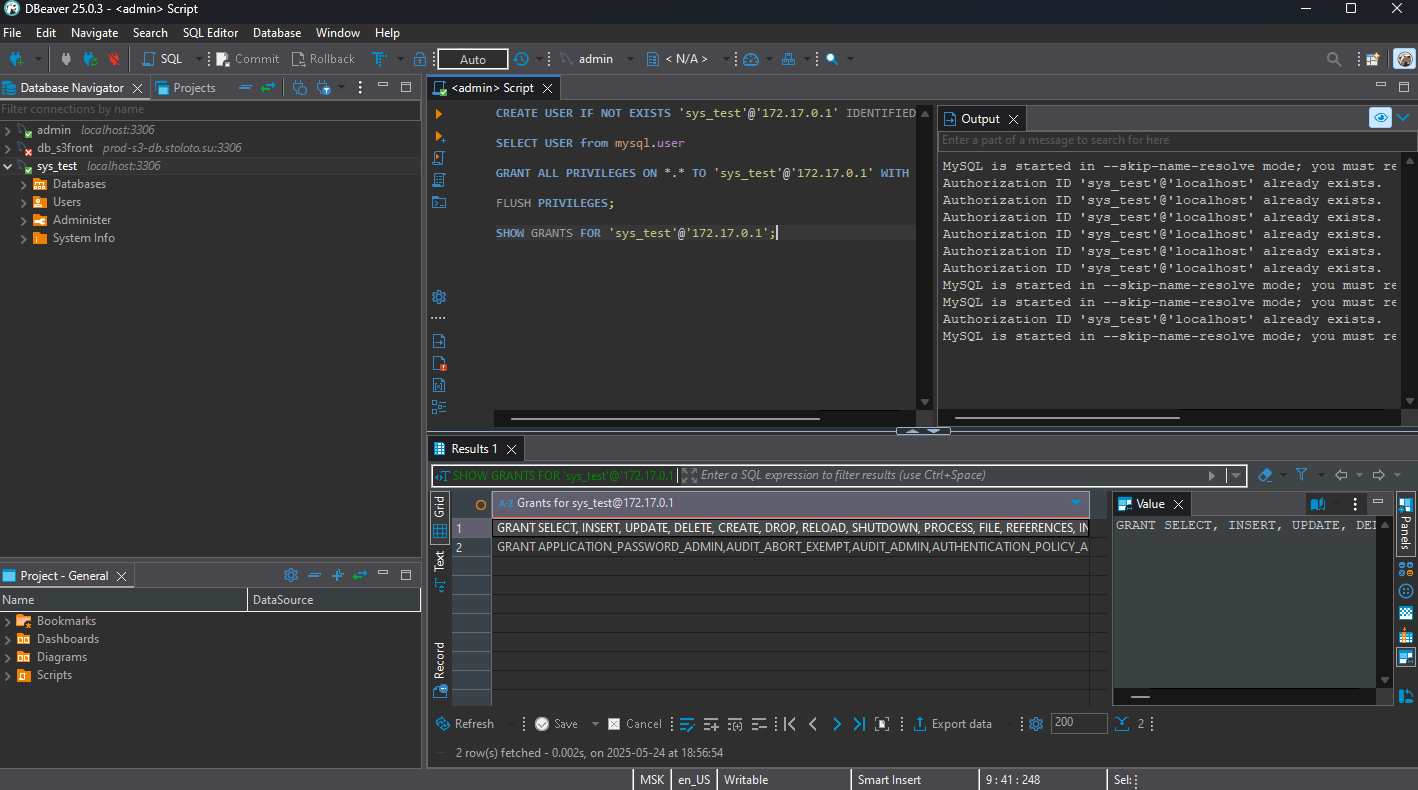 DBeaver 25.0.3 - <admin> Script
File Edit Navigate Search SQL Editor Database Window Help
SQL Commit Rollback Auto admin < N/A >
Database Navigator Projects
Filter connections by name
admin localhost:3306
db_s3front prod-s3-db.stoloto.su:3306
sys_test localhost:3306
Databases
Users
Administer
System Info
Project - General
Name DataSource
Bookmarks
Dashboards
Diagrams
Scripts
<admin> Script
CREATE USER IF NOT EXISTS 'sys_test'@'172.17.0.1' IDENTIFIED
SELECT USER from mysql.user
GRANT ALL PRIVILEGES ON *.* TO 'sys_test'@'172.17.0.1' WITH
FLUSH PRIVILEGES;
SHOW GRANTS FOR 'sys_test'@'172.17.0.1';
Output
Enter a part of a message to search for here
MySQL is started in --skip-name-resolve mode; you must re
Authorization ID 'sys_test'@'localhost' already exists.
Authorization ID 'sys_test'@'localhost' already exists.
Authorization ID 'sys_test'@'localhost' already exists.
Authorization ID 'sys_test'@'localhost' already exists.
Authorization ID 'sys_test'@'localhost' already exists.
Authorization ID 'sys_test'@'localhost' already exists.
MySQL is started in --skip-name-resolve mode; you must re
MySQL is started in --skip-name-resolve mode; you must re
Authorization ID 'sys_test'@'localhost' already exists.
MySQL is started in --skip-name-resolve mode; you must re
Results 1
SHOW GRANTS FOR 'sys_test'@'172.17.0.1 Enter a SQL expression to filter results (use Ctrl+Space)
Grid
Text
Record
A-Z Grants for sys_test@172.17.0.1
1 GRANT SELECT, INSERT, UPDATE, DELETE, CREATE, DROP, RELOAD, SHUTDOWN, PROCESS, FILE, REFERENCES, IN
2 GRANT APPLICATION_PASSWORD_ADMIN,AUDIT_ABORT_EXEMPT,AUDIT_ADMIN,AUTHENTICATION_POLICY_A
Value
GRANT SELECT, INSERT, UPDATE, DEL
Panels
Refresh Save Cancel Export data 200 2
2 row(s) fetched - 0.002s, on 2025-05-24 at 18:56:54
MSK en_US Writable Smart Insert 9 : 41 : 248 Sel: